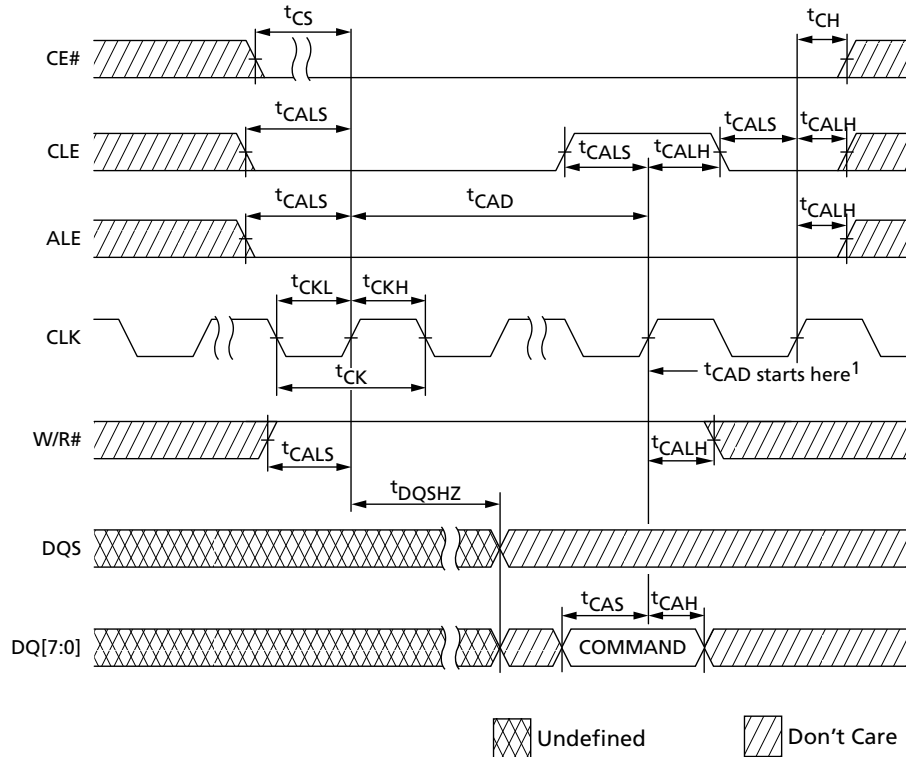 tCS
tCH
CE#
tCALS
tCALS
tCALH
CLE
tCALS
tCALH
tCALS
tCAD
tCALH
ALE
tCKL
tCKH
CLK
tCK
tCAD starts here1
W/R#
tCALS
tCALH
tDQSHZ
DQS
tCAS
tCAH
DQ[7:0]
COMMAND
Undefined
Don't Care